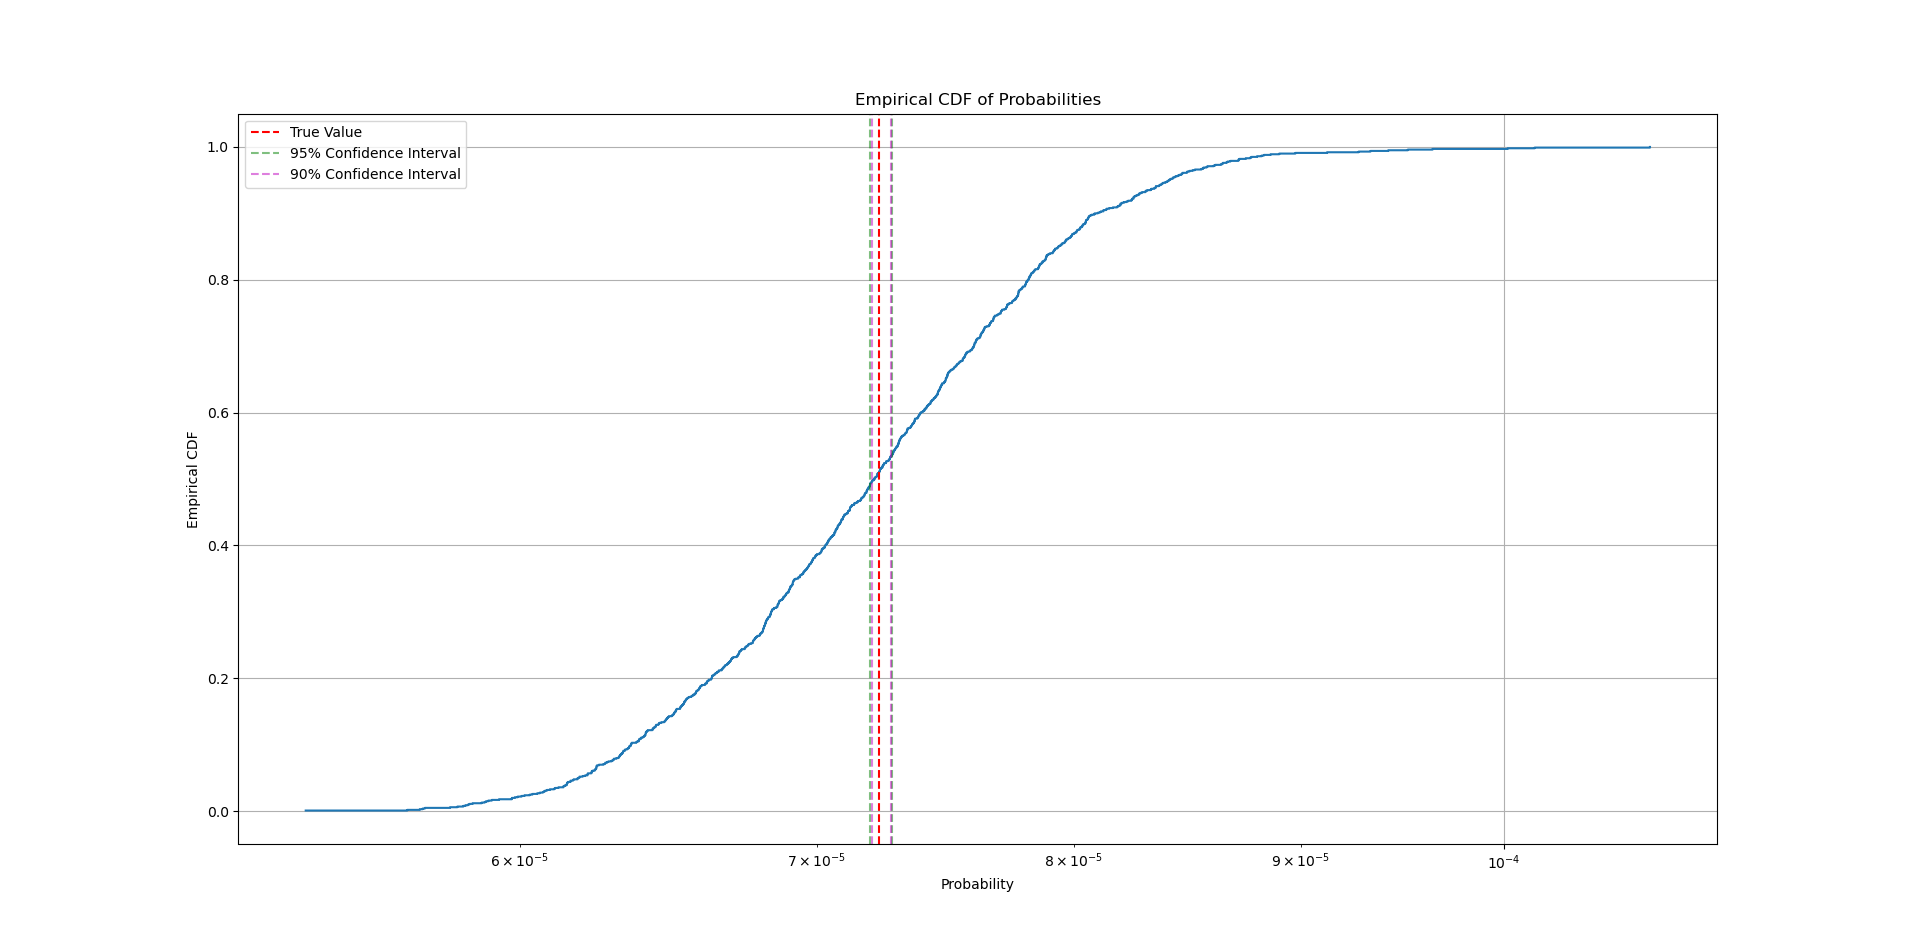 Empirical CDF of Probabilities
True Value
95% Confidence Interval
90% Confidence Interval
1.0
0.8
0.6
0.4
0.2
0.0
Empirical CDF
6 × 10⁻⁵ 7 × 10⁻⁵ 8 × 10⁻⁵ 9 × 10⁻⁵ 10⁻⁴
Probability